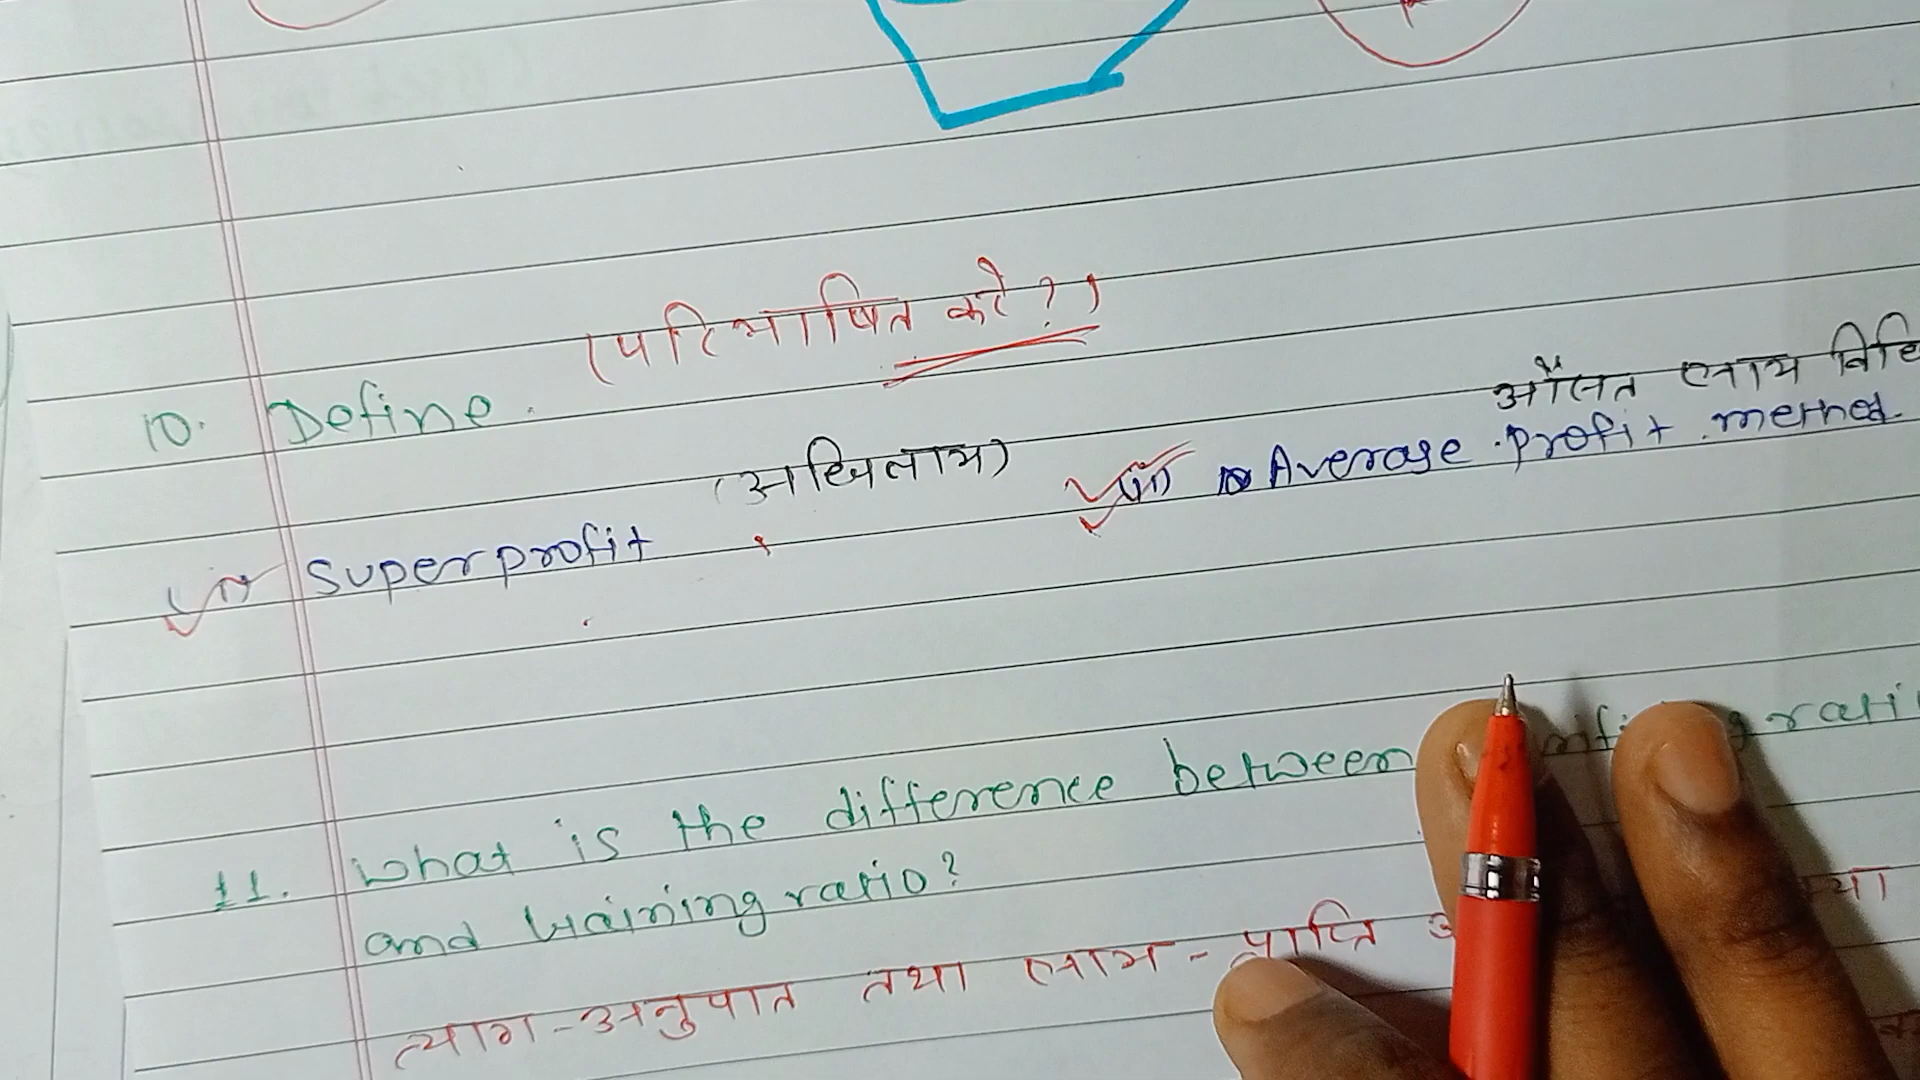 (परिभाषित करे?)
10. Define.
(अधिलाभ)
औसत लाभ विधि
(i) Superprofit
(ii) Average profit method.
11. What is the difference between
and Gaining ratio?
त्याग-अनुपात तथा लाभ-प्राप्ति